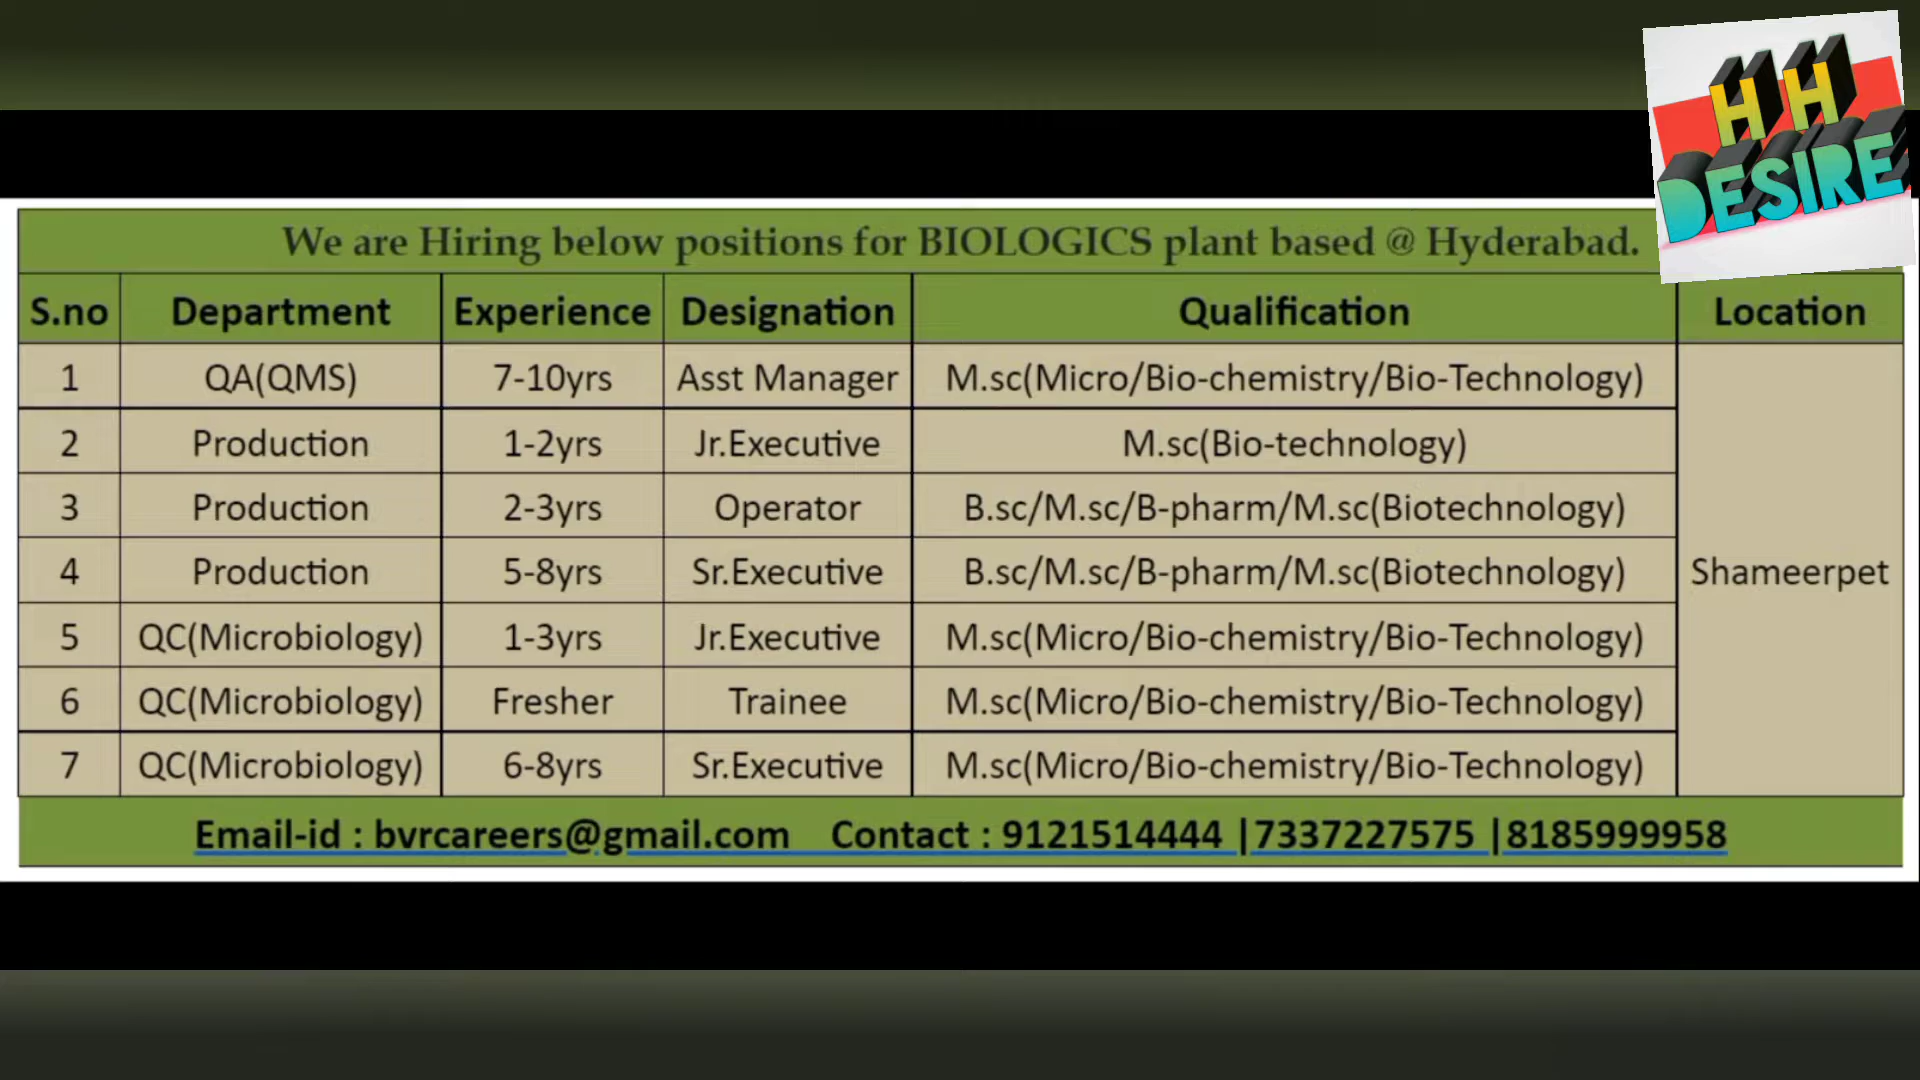 H H
DESIRE
We are Hiring below positions for BIOLOGICS plant based @ Hyderabad.
S.no Department Experience Designation Qualification Location
1 QA(QMS) 7-10yrs Asst Manager M.sc(Micro/Bio-chemistry/Bio-Technology)
2 Production 1-2yrs Jr.Executive M.sc(Bio-technology)
3 Production 2-3yrs Operator B.sc/M.sc/B-pharm/M.sc(Biotechnology)
4 Production 5-8yrs Sr.Executive B.sc/M.sc/B-pharm/M.sc(Biotechnology) Shameerpet
5 QC(Microbiology) 1-3yrs Jr.Executive M.sc(Micro/Bio-chemistry/Bio-Technology)
6 QC(Microbiology) Fresher Trainee M.sc(Micro/Bio-chemistry/Bio-Technology)
7 QC(Microbiology) 6-8yrs Sr.Executive M.sc(Micro/Bio-chemistry/Bio-Technology)
Email-id : bvrcareers@gmail.com Contact : 9121514444 |7337227575 |8185999958